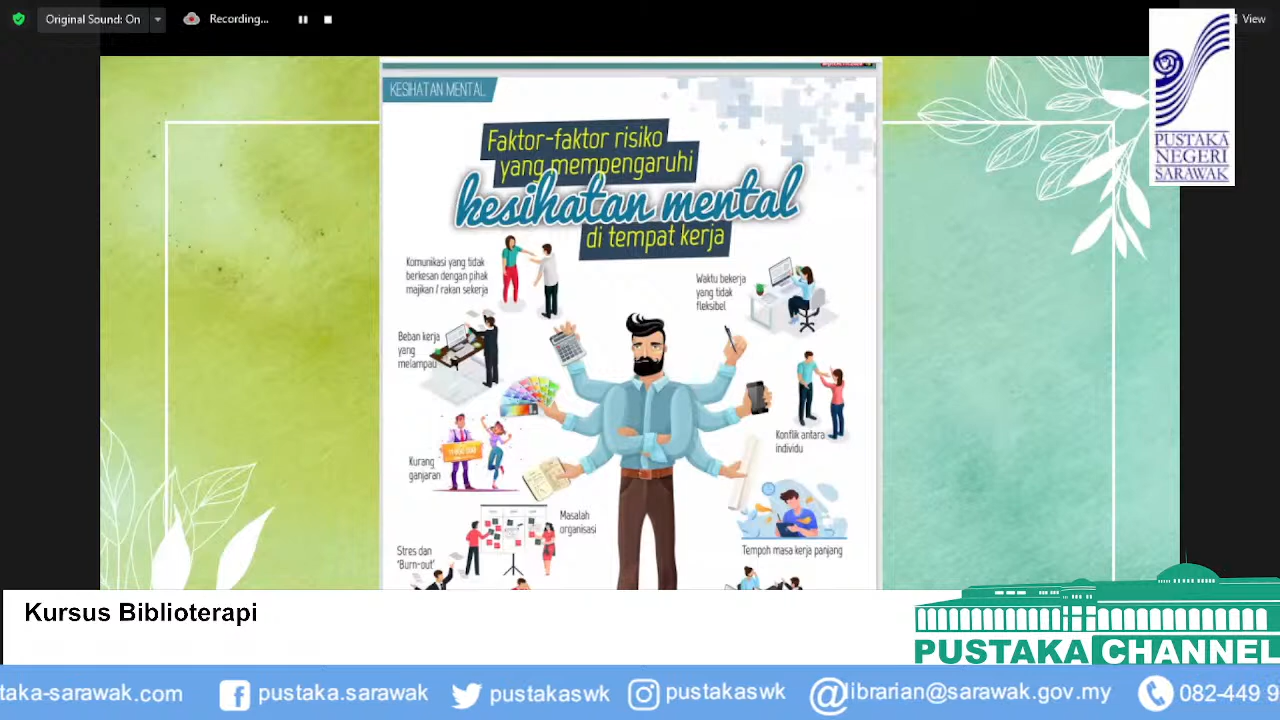 Original Sound: On
Recording...
View
PUSTAKA
NEGERI
SARAWAK
KESIHATAN MENTAL
Faktor-faktor risiko
yang mempengaruhi
kesihatan mental
di tempat kerja
Komunikasi yang tidak
berkesan dengan pihak
majikan / rakan sekerja
Waktu bekerja
yang tidak
fleksibel
Beban kerja
yang
melampau
Konflik antara
individu
Kurang
ganjaran
Masalah
organisasi
Tempoh masa kerja panjang
Stres dan
'Burn-out'
Kursus Biblioterapi
PUSTAKA CHANNEL
taka-sarawak.com
pustaka.sarawak
pustakaswk
pustakaswk
librarian@sarawak.gov.my
082-449 9